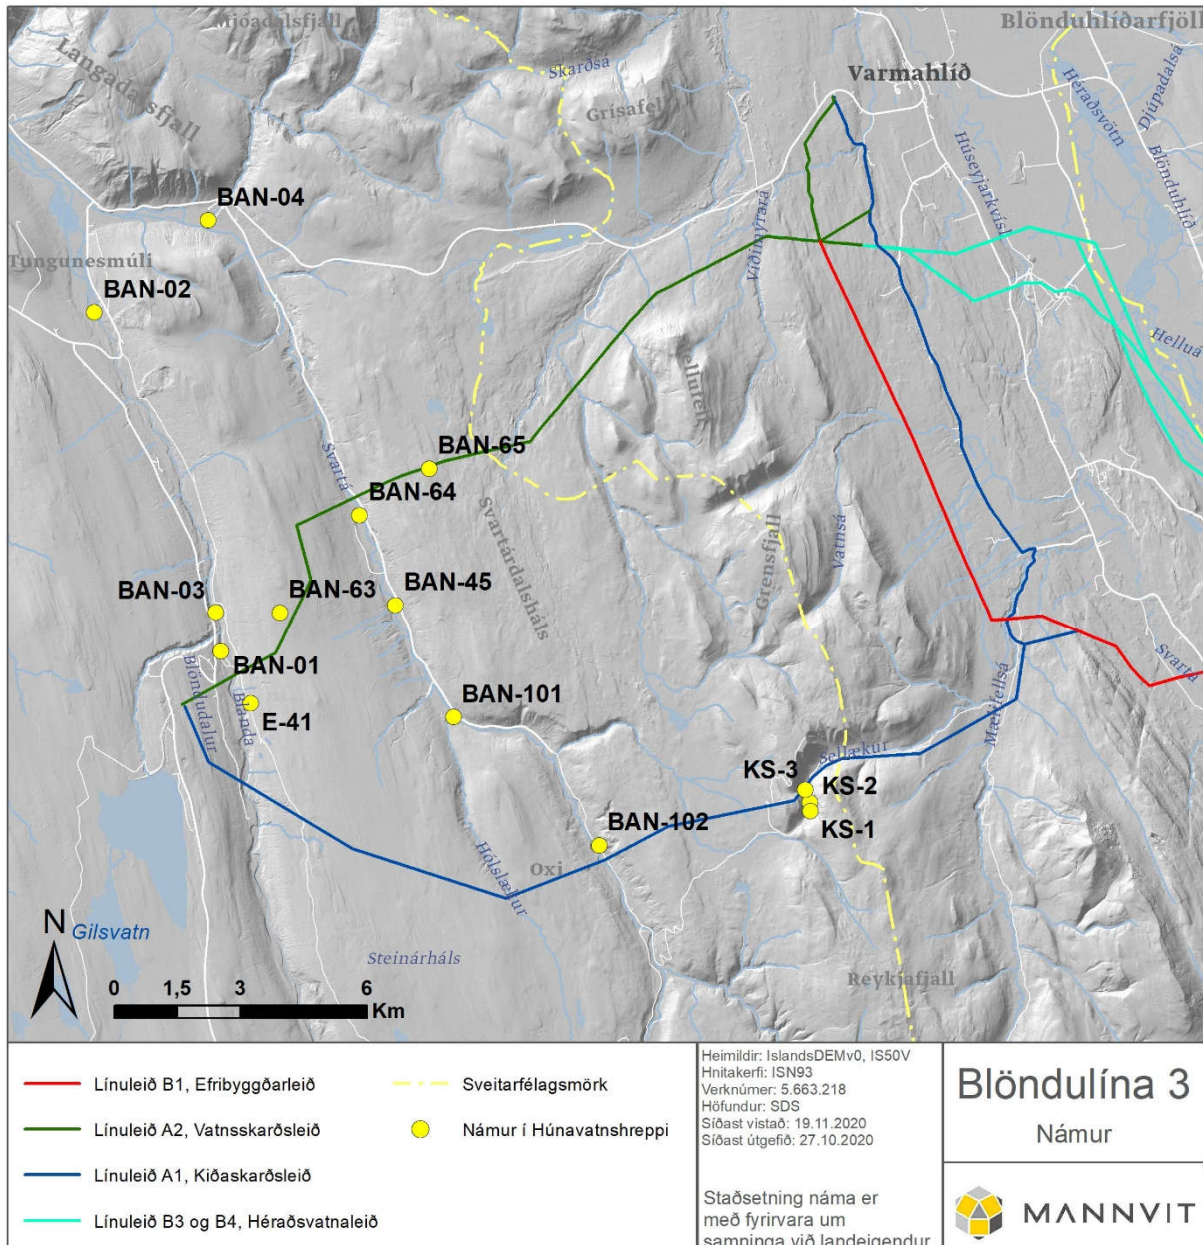 Mjóadalsfjall
Blönduhlíðarfjöll
Langadalsfjall
Skarðsá
Varmahlíð
Grísafell
Héraðsvötn
Djúpadalsá
Húseyjarkvísl
Blönduhlíð
BAN-04
Tungunesmúli
Víðimýrará
BAN-02
Helluá
BAN-65
Svartá
BAN-64
Svartárdalsháls
Grensfjall
Vatnsá
BAN-03
BAN-63
BAN-45
BAN-01
Blöndudalur
Blanda
E-41
BAN-101
Svartá
Mælifellsá
KS-3
KS-2
KS-1
BAN-102
Hólslækur
N
Gilsvatn
Steinárháls
Reykjafjall
0 1,5 3 6
Km
Línuleið B1, Efribyggðarleið
Línuleið A2, Vatnsskarðsleið
Línuleið A1, Kiðaskarðsleið
Línuleið B3 og B4, Héraðsvatnaleið
Sveitarfélagsmörk
Námur í Húnavatnshreppi
Heimildir: IslandsDEMv0, IS50V
Hnitakerfi: ISN93
Verknúmer: 5.663.218
Höfundur: SDS
Síðast vistað: 19.11.2020
Síðast útgefið: 27.10.2020
Staðsetning náma er
með fyrirvara um
samninga við landeigendur
Blöndulína 3
Námur
MANNVIT